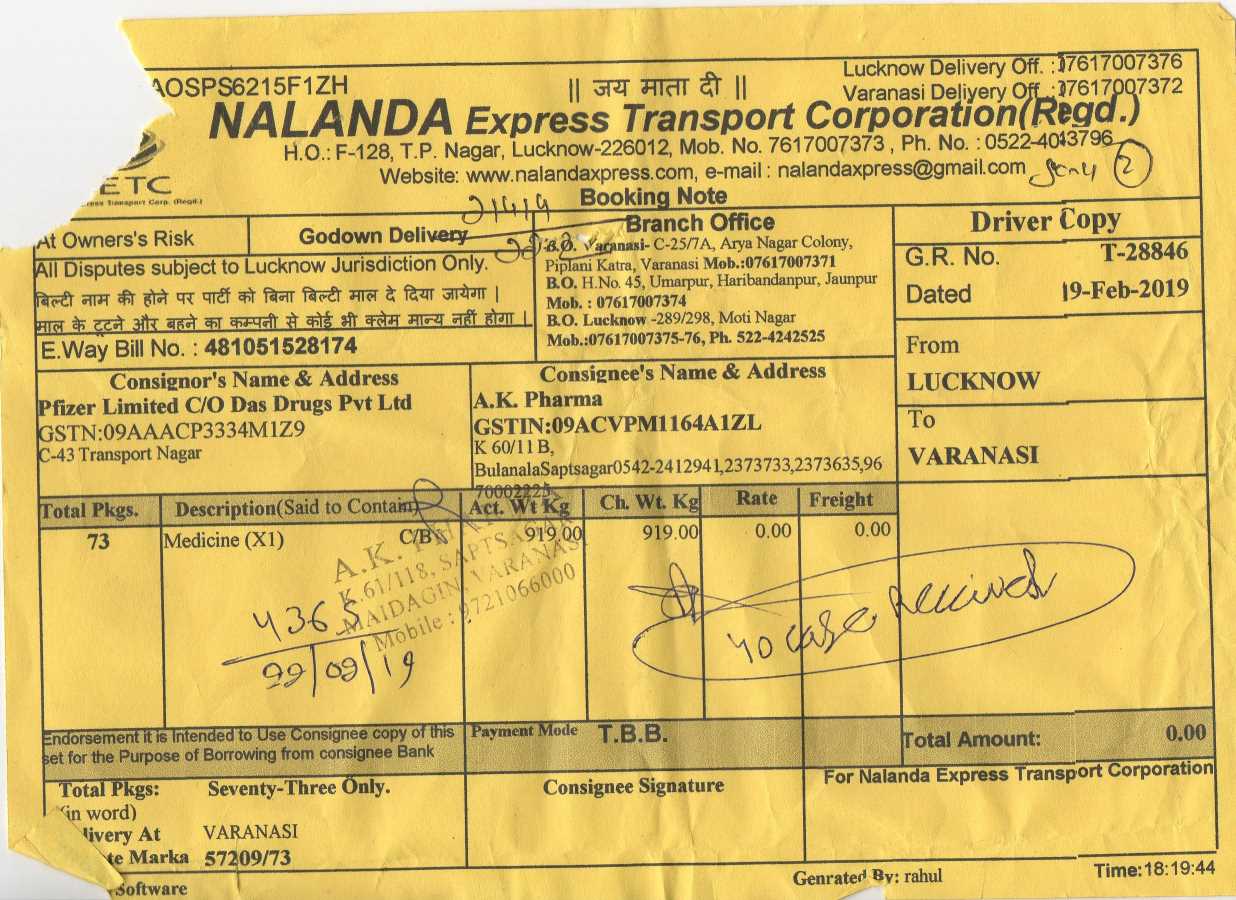 AOSPS6215F1ZH
|| जय माता दी ||
Lucknow Delivery Off. :07617007376
Varanasi Deliyery Off. :07617007372
NALANDA Express Transport Corporation(Regd.)
H.O.: F-128, T.P. Nagar, Lucknow-226012, Mob. No. 7617007373 , Ph. No. : 0522-4043796
Website: www.nalandaxpress.com, e-mail : nalandaxpress@gmail.com
2
ETC
ress Transport Corp. (Regd.)
Booking Note
At Owners's Risk
Godown Delivery
Branch Office
Driver Copy
All Disputes subject to Lucknow Jurisdiction Only.
बिल्टी नाम की होने पर पार्टी को बिना बिल्टी माल दे दिया जायेगा |
माल के टूटने और बहने का कम्पनी से कोई भी क्लेम मान्य नहीं होगा |
E.Way Bill No. : 481051528174
B.O. Varanasi- C-25/7A, Arya Nagar Colony,
Piplani Katra, Varanasi Mob.:07617007371
B.O. H.No. 45, Umarpur, Haribandanpur, Jaunpur
Mob. : 07617007374
B.O. Lucknow -289/298, Moti Nagar
Mob.:07617007375-76, Ph. 522-4242525
G.R. No. T-28846
Dated 19-Feb-2019
From
LUCKNOW
To
VARANASI
Consignor's Name & Address
Pfizer Limited C/O Das Drugs Pvt Ltd
GSTN:09AAACP3334M1Z9
C-43 Transport Nagar
Consignee's Name & Address
A.K. Pharma
GSTIN:09ACVPM1164A1ZL
K 60/11 B,
BulanalaSaptsagar0542-2412941,2373733,2373635,96
70002225
Total Pkgs. Description(Said to Contain) Act. Wt Kg Ch. Wt. Kg Rate Freight
73 Medicine (X1) C/B 919.00 919.00 0.00 0.00
A.K.
K.61/118, SAPTSAGAR
MAIDAGIN, VARANASI
Mobile : 9721066000
4365
22/02/19
40 case Received
Endorsement it is Intended to Use Consignee copy of this
set for the Purpose of Borrowing from consignee Bank
Payment Mode T.B.B.
Total Amount: 0.00
Total Pkgs: Seventy-Three Only.
(in word)
livery At VARANASI
te Marka 57209/73
Consignee Signature
For Nalanda Express Transport Corporation
Software
Genrated By: rahul
Time:18:19:44